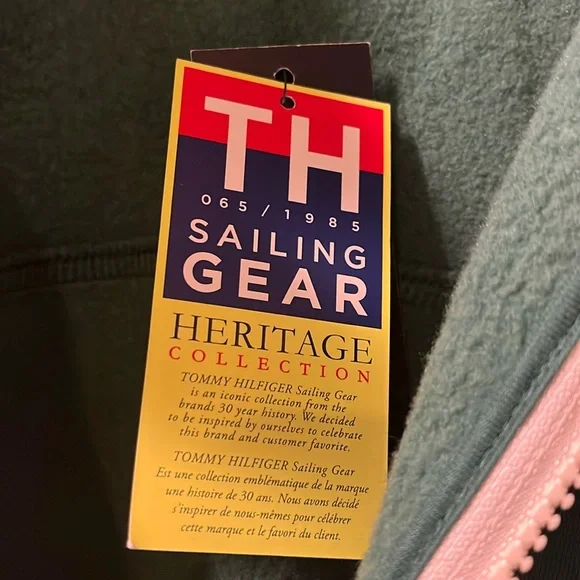 TH
065/1985
SAILING
GEAR
HERITAGE
COLLECTION
TOMMY HILFIGER Sailing Gear
is an iconic collection from the
brands 30 year history. We decided
to be inspired by ourselves to celebrate
this brand and customer favorite.
TOMMY HILFIGER Sailing Gear
Est une collection emblématique de la marque
une histoire de 30 ans. Nous avons décidé
s'inspirer de nous-mêmes pour célébrer
cette marque et le favori du client.